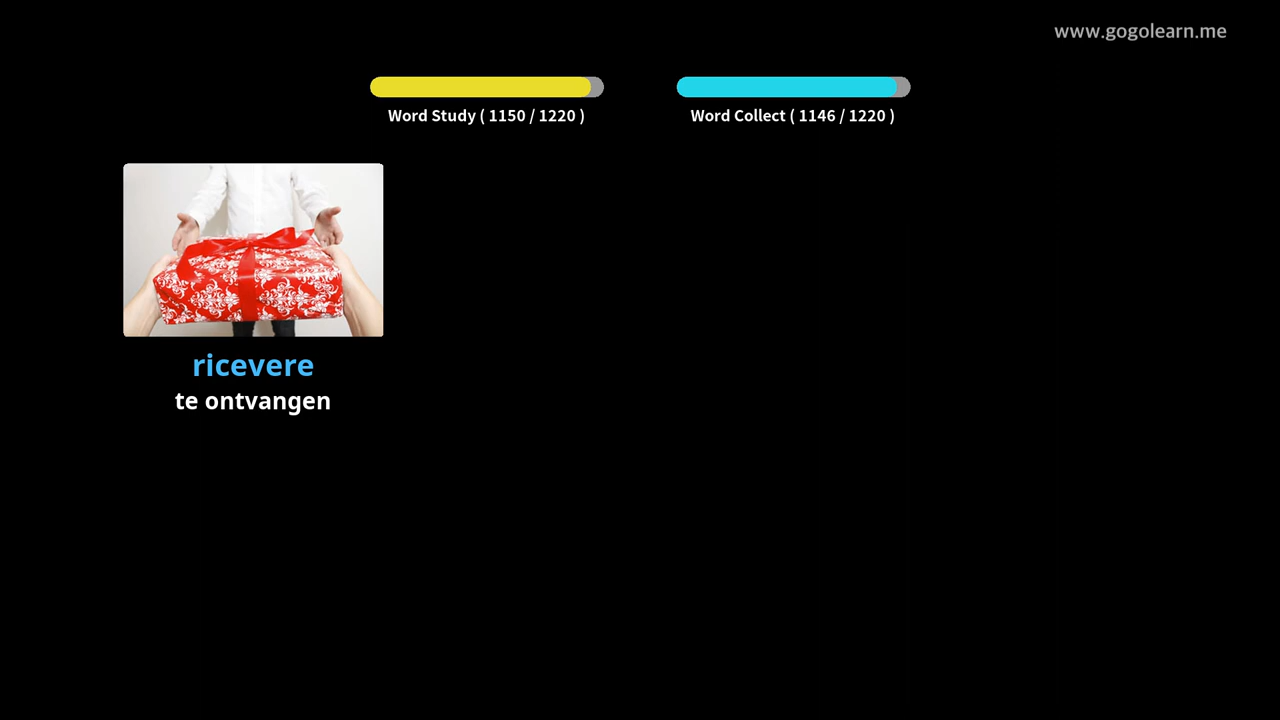 www.gogolearn.me
Word Study ( 1150 / 1220 )
Word Collect ( 1146 / 1220 )
ricevere
te ontvangen